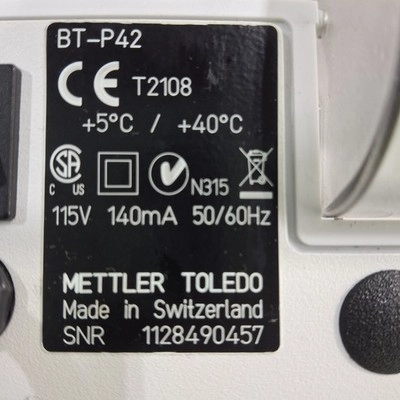 BT-P42
CE T2108
+5°C / +40°C
SA C US N315
115V 140mA 50/60Hz
METTLER TOLEDO
Made in Switzerland
SNR 1128490457